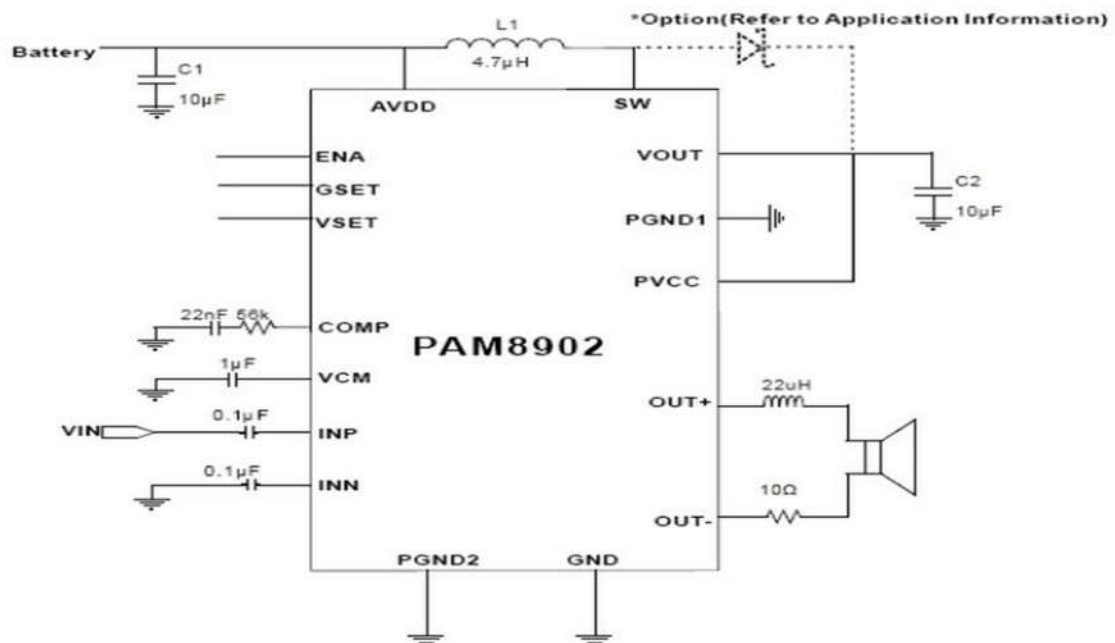 L1
*Option(Refer to Application Information)
Battery
4.7μH
C1
10μF
AVDD
SW
ENA
VOUT
GSET
C2
VSET
PGND1
10μF
PVCC
22nF 56k
COMP
PAM8902
1μF
VCM
22uH
OUT+
0.1μF
VIN
INP
0.1μF
INN
10Ω
OUT-
PGND2
GND